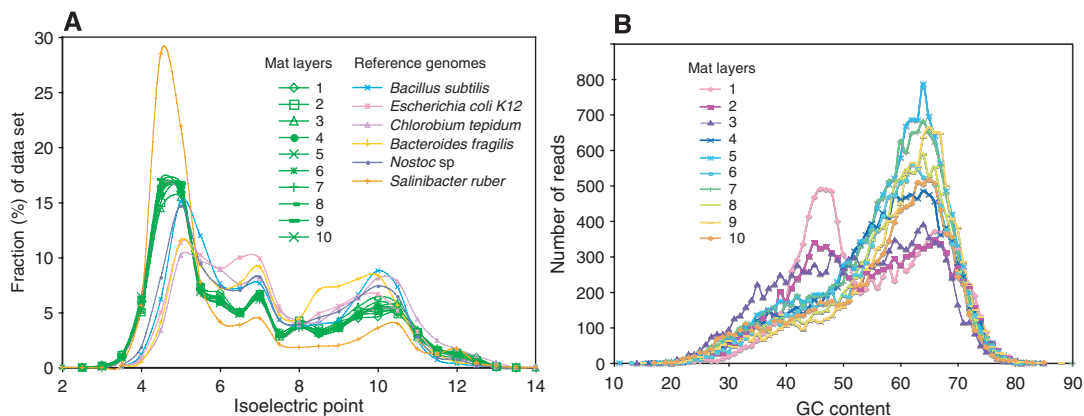 A
Fraction (%) of data set
30
25
20
15
10
5
0
2 4 6 8 10 12 14
Isoelectric point
Mat layers
1
2
3
4
5
6
7
8
9
10
Reference genomes
Bacillus subtilis
Escherichia coli K12
Chlorobium tepidum
Bacteroides fragilis
Nostoc sp
Salinibacter ruber
B
Number of reads
800
700
600
500
400
300
200
100
0
10 20 30 40 50 60 70 80 90
GC content
Mat layers
1
2
3
4
5
6
7
8
9
10